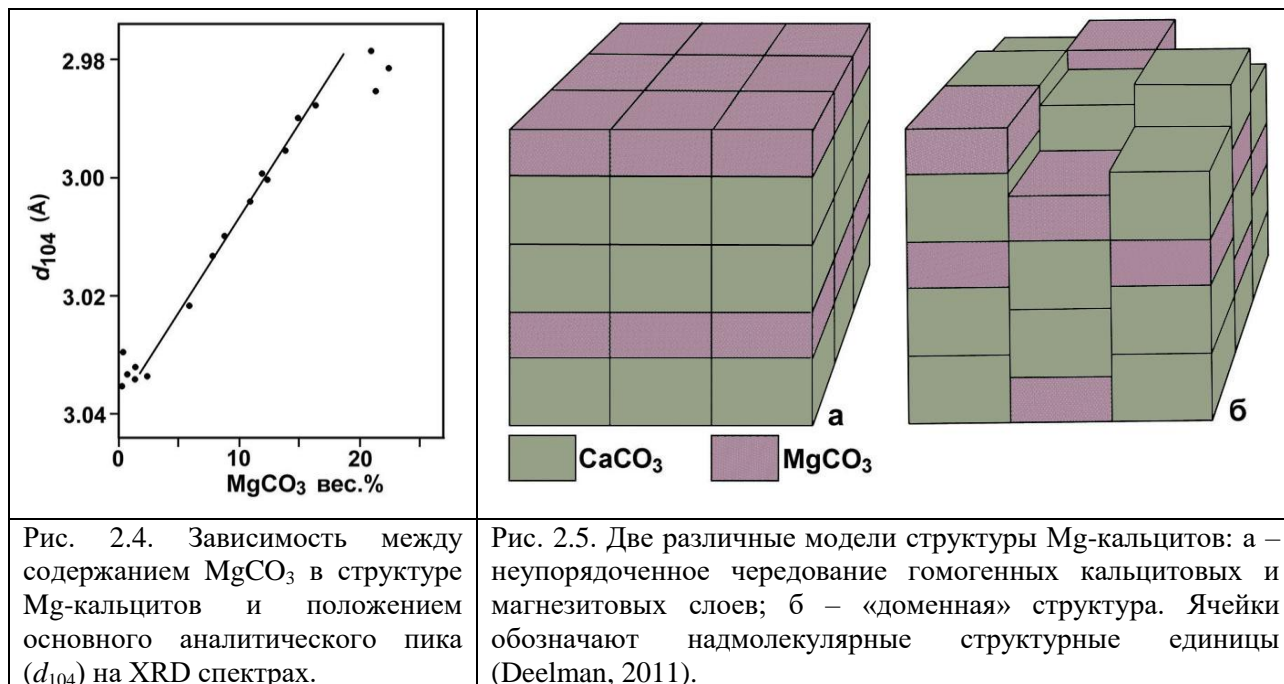 2.98
3.00
3.02
3.04
d104 (Å)
0
10
20
MgCO3 вес.%
а
б
CaCO3
MgCO3
Рис. 2.4. Зависимость между
содержанием MgCO3 в структуре
Mg-кальцитов и положением
основного аналитического пика
(d104) на XRD спектрах.
Рис. 2.5. Две различные модели структуры Mg-кальцитов: а –
неупорядоченное чередование гомогенных кальцитовых и
магнезитовых слоев; б – «доменная» структура. Ячейки
обозначают надмолекулярные структурные единицы
(Deelman, 2011).